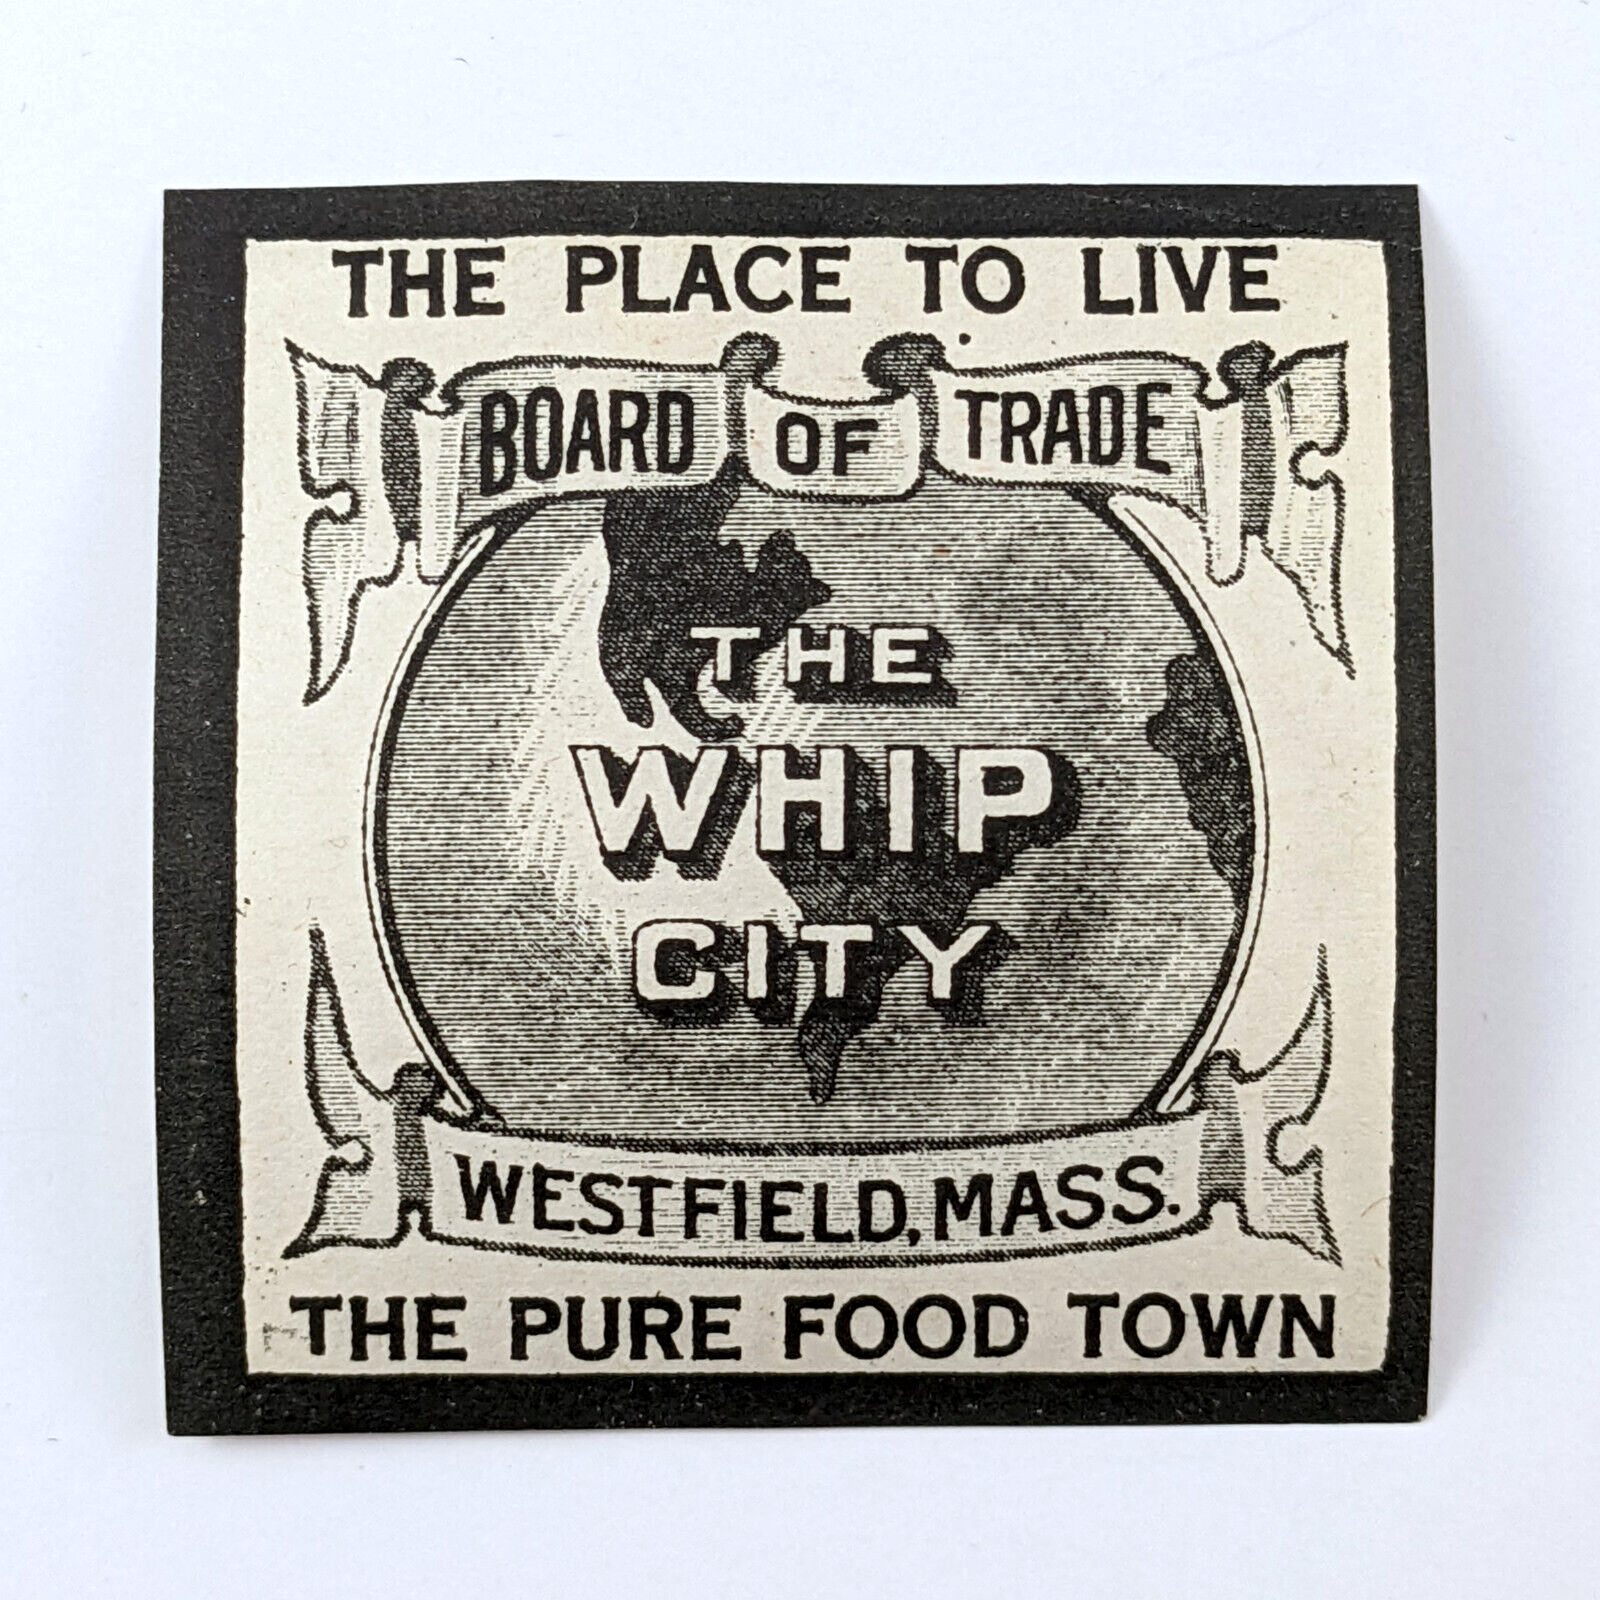 THE PLACE TO LIVE
BOARD OF TRADE
THE
WHIP
CITY
WESTFIELD, MASS.
THE PURE FOOD TOWN